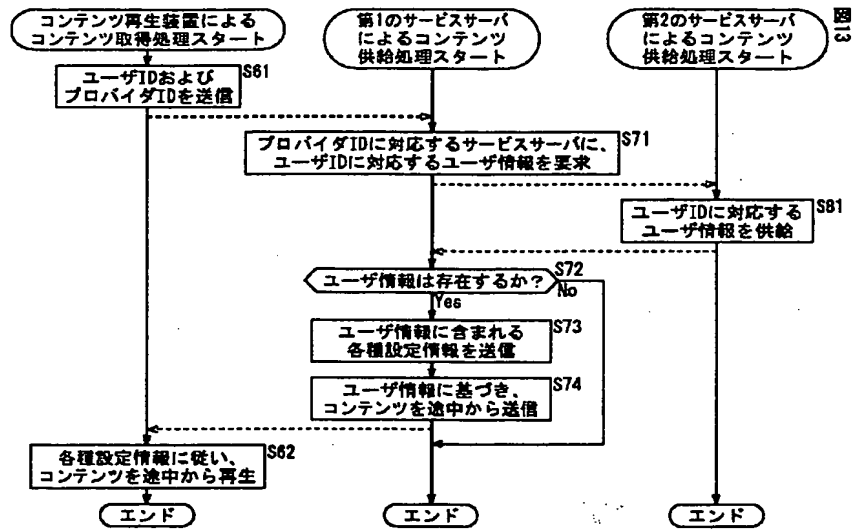 図13
コンテンツ再生装置による
コンテンツ取得処理スタート
第1のサービスサーバ
によるコンテンツ
供給処理スタート
第2のサービスサーバ
によるコンテンツ
供給処理スタート
S61
ユーザIDおよび
プロバイダIDを送信
S71
プロバイダIDに対応するサービスサーバに、
ユーザIDに対応するユーザ情報を要求
S81
ユーザIDに対応する
ユーザ情報を供給
S72
ユーザ情報は存在するか?
No
Yes
S73
ユーザ情報に含まれる
各種設定情報を送信
S74
ユーザ情報に基づき、
コンテンツを途中から送信
S62
各種設定情報に従い、
コンテンツを途中から再生
エンド
エンド
エンド